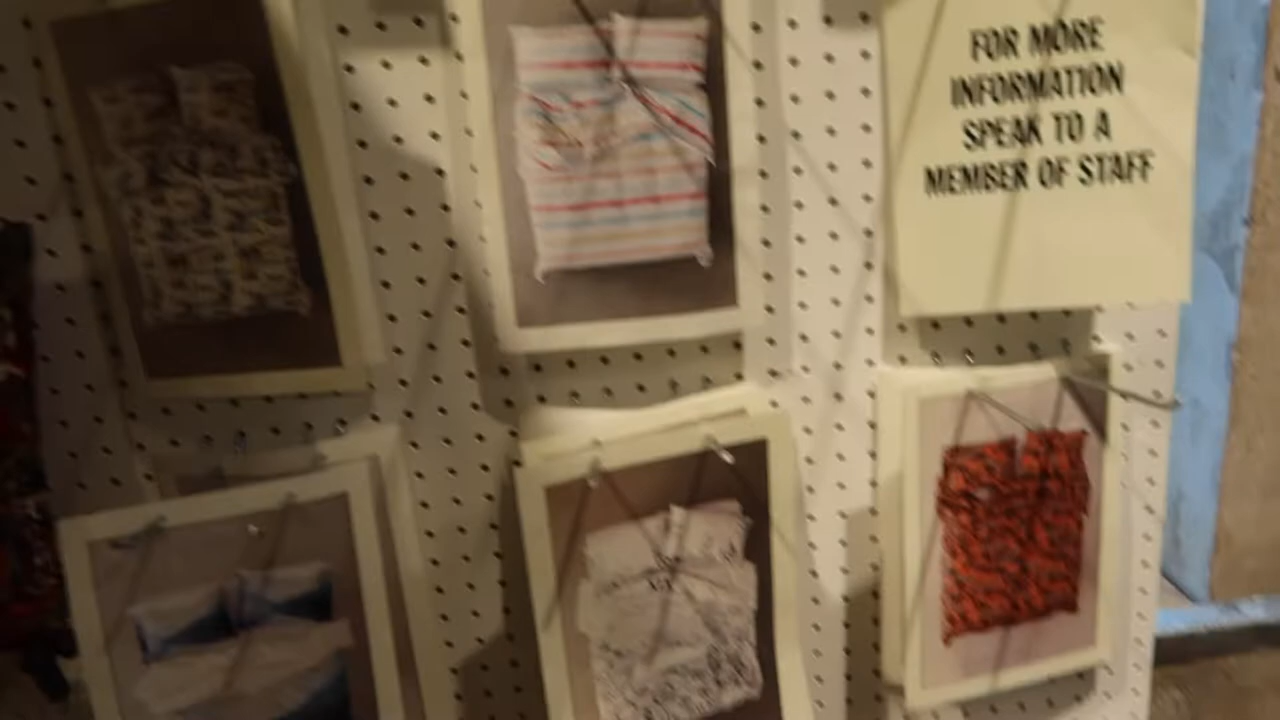 FOR MORE
INFORMATION
SPEAK TO A
MEMBER OF STAFF